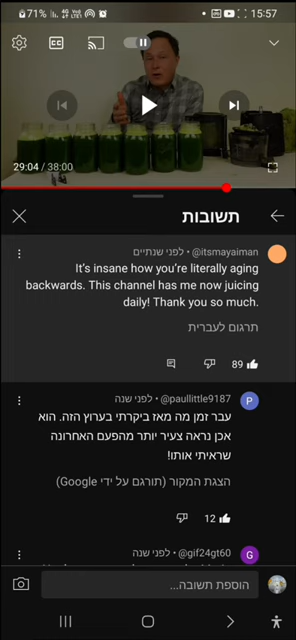 71% 4G LTE1 15:57
CC
29:04 / 38:00
תשובות
@itsmayaiman • לפני שנתיים
It's insane how you're literally aging
backwards. This channel has me now juicing
daily! Thank you so much.
תרגום לעברית
89
P
@paullittle9187 • לפני שנה
עבר זמן מה מאז ביקרתי בערוץ הזה. הוא
אכן נראה צעיר יותר מהפעם האחרונה
שראיתי אותו!
הצגת המקור (תורגם על ידי Google)
12
G
@gif24gt60 • לפני שנה
הוספת תשובה...